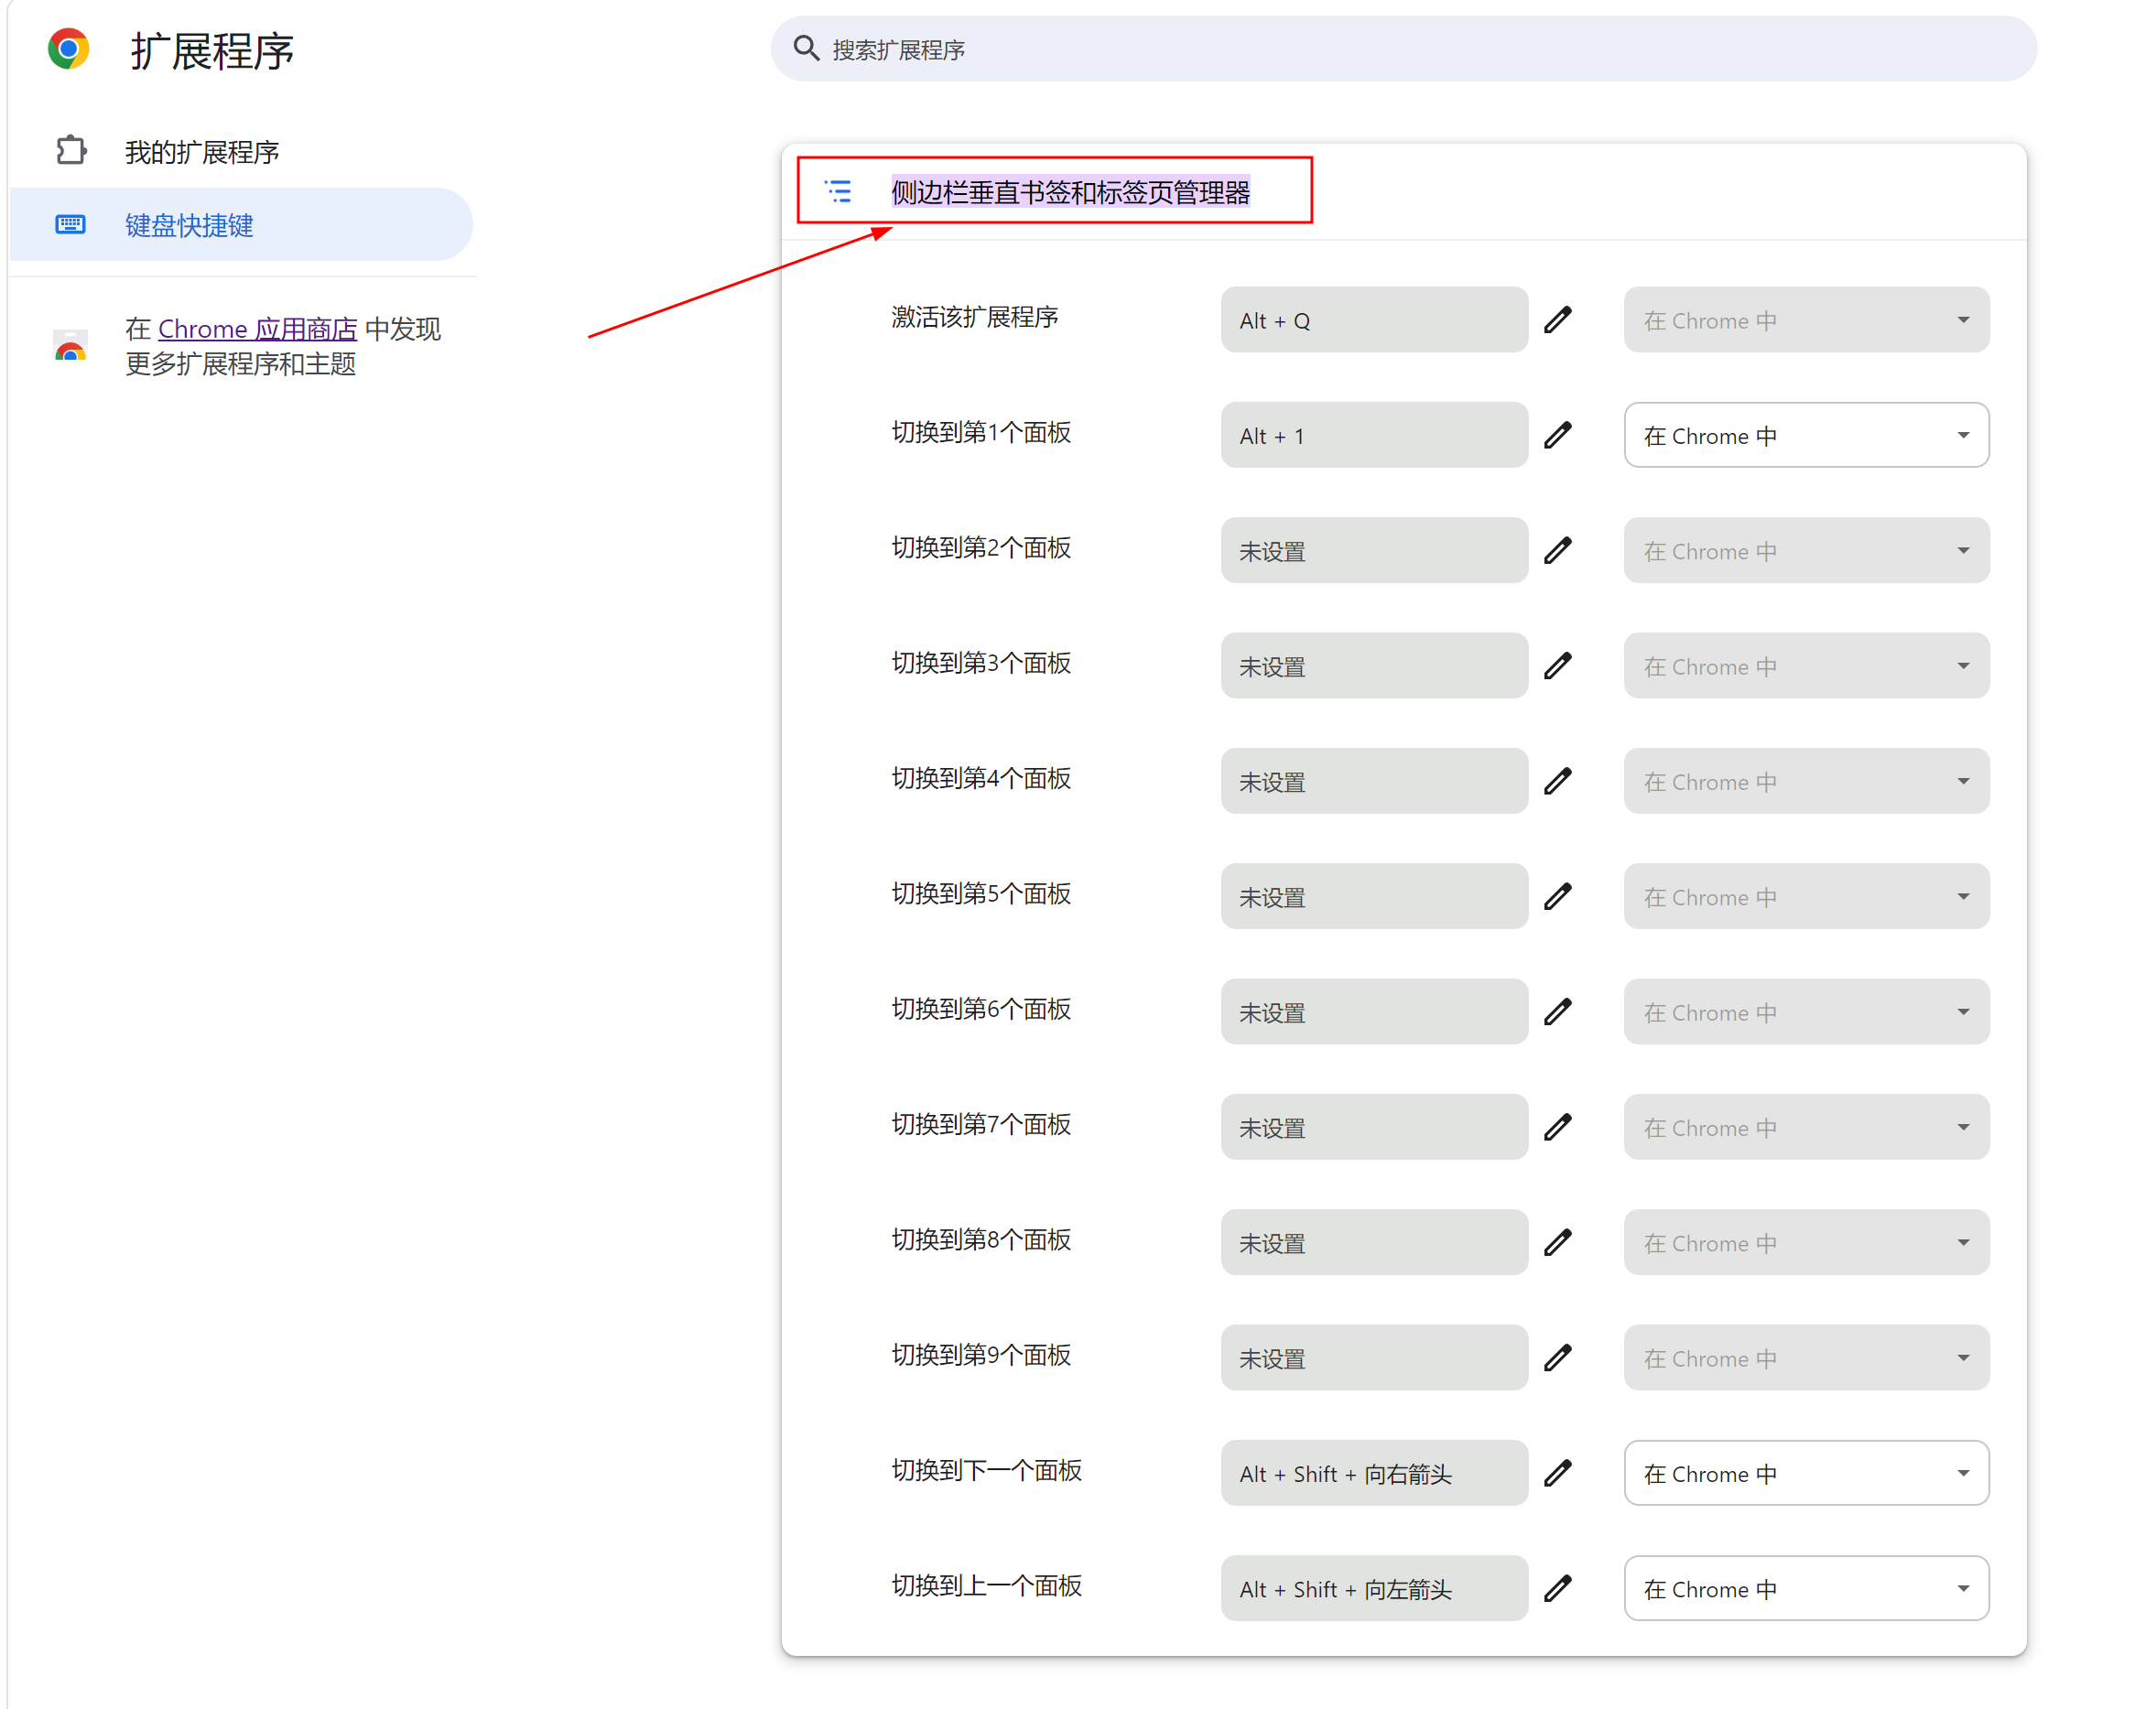 扩展程序
搜索扩展程序
我的扩展程序
键盘快捷键
在 Chrome 应用商店 中发现
更多扩展程序和主题
侧边栏垂直书签和标签页管理器
激活该扩展程序 Alt + Q 在 Chrome 中
切换到第1个面板 Alt + 1 在 Chrome 中
切换到第2个面板 未设置 在 Chrome 中
切换到第3个面板 未设置 在 Chrome 中
切换到第4个面板 未设置 在 Chrome 中
切换到第5个面板 未设置 在 Chrome 中
切换到第6个面板 未设置 在 Chrome 中
切换到第7个面板 未设置 在 Chrome 中
切换到第8个面板 未设置 在 Chrome 中
切换到第9个面板 未设置 在 Chrome 中
切换到下一个面板 Alt + Shift + 向右箭头 在 Chrome 中
切换到上一个面板 Alt + Shift + 向左箭头 在 Chrome 中